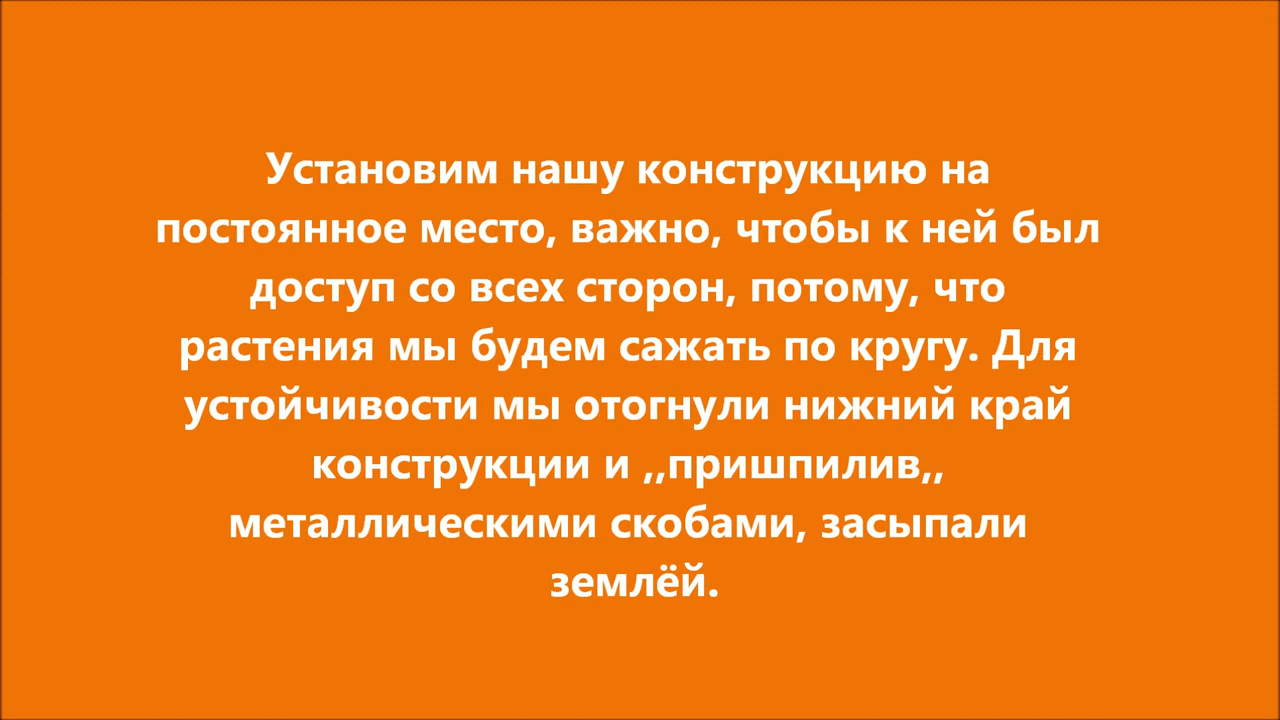 Установим нашу конструкцию на
постоянное место, важно, чтобы к ней был
доступ со всех сторон, потому, что
растения мы будем сажать по кругу. Для
устойчивости мы отогнули нижний край
конструкции и ,,пришпилив,,
металлическими скобами, засыпали
землёй.